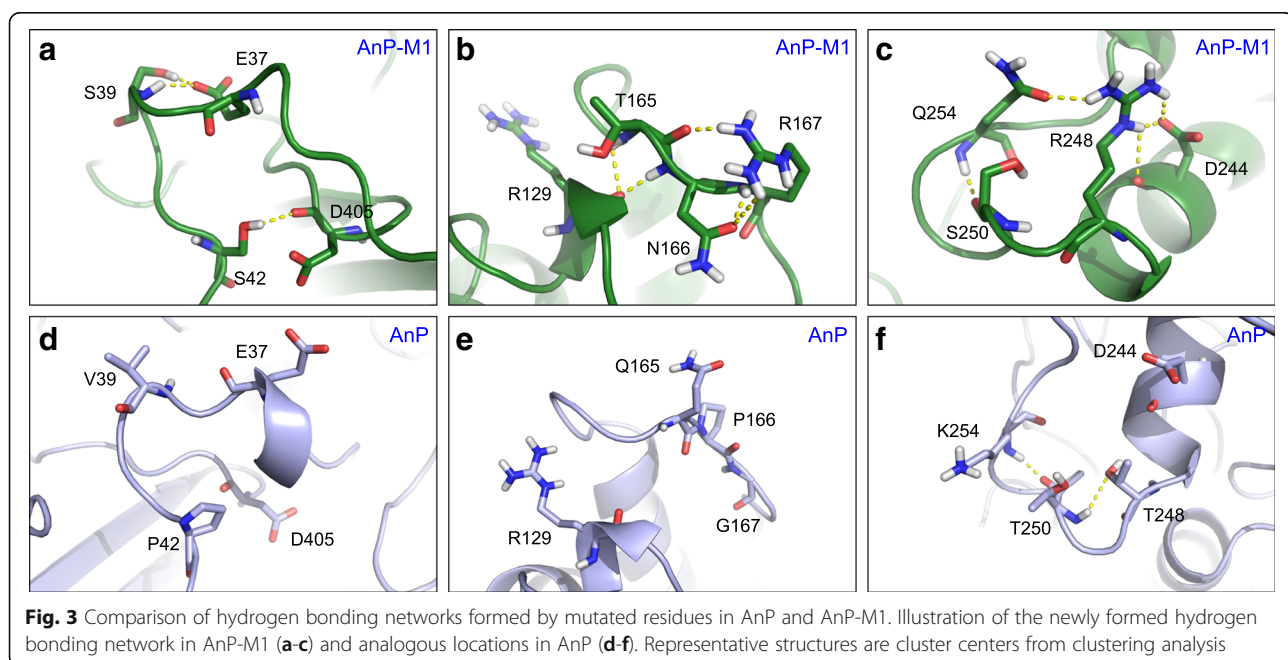 a
AnP-M1
E37
S39
D405
S42
b
AnP-M1
T165
R167
R129
N166
c
AnP-M1
Q254
R248
D244
S250
d
AnP
E37
V39
P42
D405
e
AnP
Q165
P166
G167
R129
f
AnP
D244
K254
T250
T248
Fig. 3 Comparison of hydrogen bonding networks formed by mutated residues in AnP and AnP-M1. Illustration of the newly formed hydrogen
bonding network in AnP-M1 (a-c) and analogous locations in AnP (d-f). Representative structures are cluster centers from clustering analysis